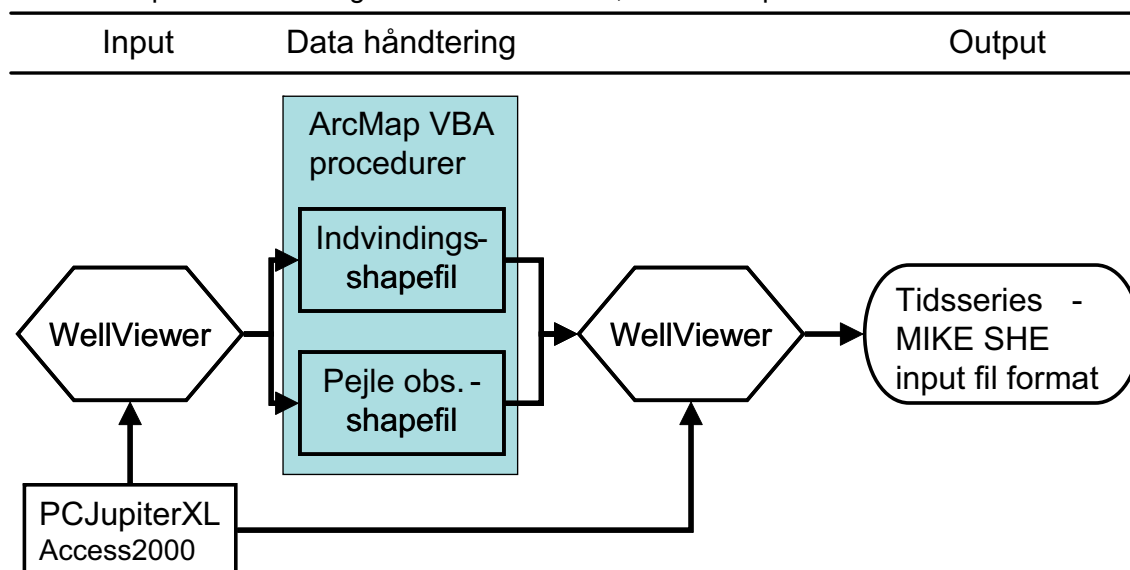 Input Data håndtering Output
ArcMap VBA
procedurer
Indvindings-
shapefil
Pejle obs. -
shapefil
WellViewer
WellViewer
Tidsseries -
MIKE SHE
input fil format
PCJupiterXL
Access2000